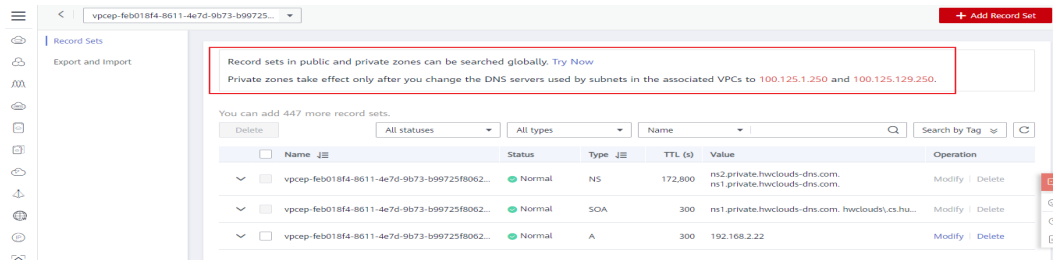 vpcep-feb018f4-8611-4e7d-9b73-b99725...
+ Add Record Set
Record Sets
Export and Import
Record sets in public and private zones can be searched globally. Try Now
Private zones take effect only after you change the DNS servers used by subnets in the associated VPCs to 100.125.1.250 and 100.125.129.250.
You can add 447 more record sets.
Delete All statuses All types Name Search by Tag
Name Status Type TTL (s) Value Operation
vpcep-feb018f4-8611-4e7d-9b73-b99725f8062... Normal NS 172,800 ns2.private.hwclouds-dns.com. Modify Delete
ns1.private.hwclouds-dns.com.
vpcep-feb018f4-8611-4e7d-9b73-b99725f8062... Normal SOA 300 ns1.private.hwclouds-dns.com. hwclouds\.cs.hu... Modify Delete
vpcep-feb018f4-8611-4e7d-9b73-b99725f8062... Normal A 300 192.168.2.22 Modify Delete